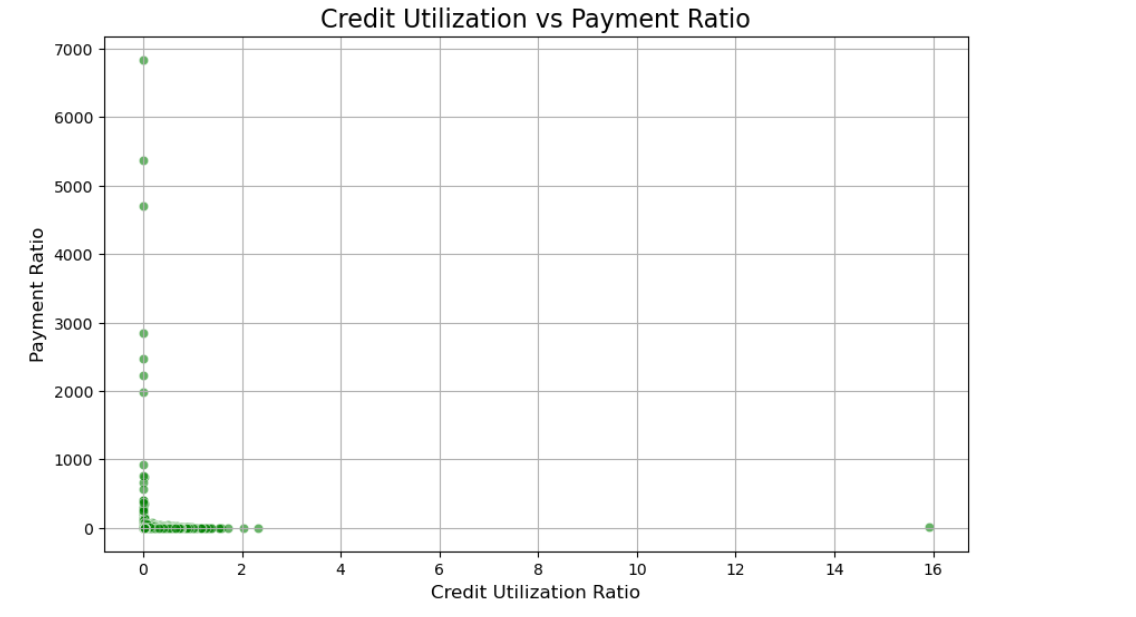 Credit Utilization vs Payment Ratio
7000
6000
5000
4000
3000
2000
1000
0
Payment Ratio
0 2 4 6 8 10 12 14 16
Credit Utilization Ratio